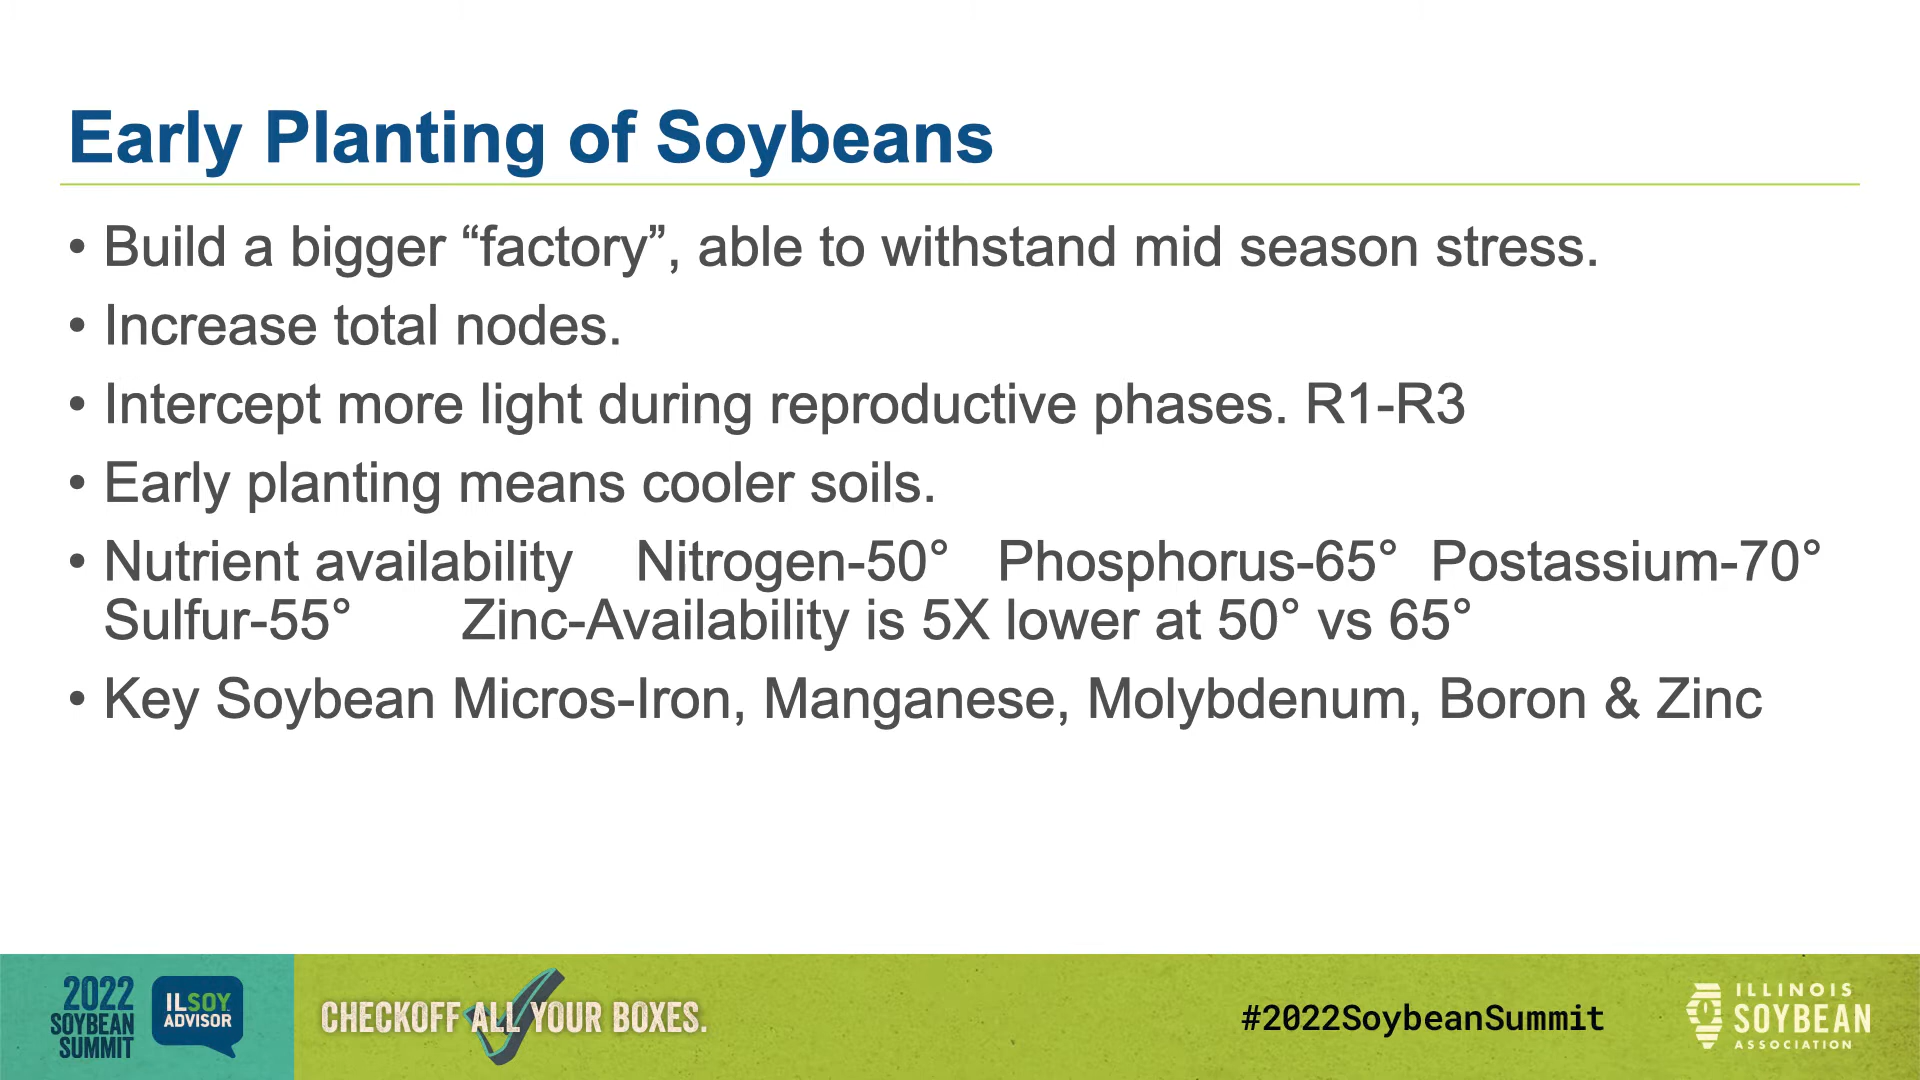 Early Planting of Soybeans
• Build a bigger “factory”, able to withstand mid season stress.
• Increase total nodes.
• Intercept more light during reproductive phases. R1-R3
• Early planting means cooler soils.
• Nutrient availability Nitrogen-50° Phosphorus-65° Postassium-70°
Sulfur-55° Zinc-Availability is 5X lower at 50° vs 65°
• Key Soybean Micros-Iron, Manganese, Molybdenum, Boron & Zinc
2022
SOYBEAN
SUMMIT
ILSOY
ADVISOR
CHECKOFF ALL YOUR BOXES.
#2022SoybeanSummit
ILLINOIS
SOYBEAN
ASSOCIATION